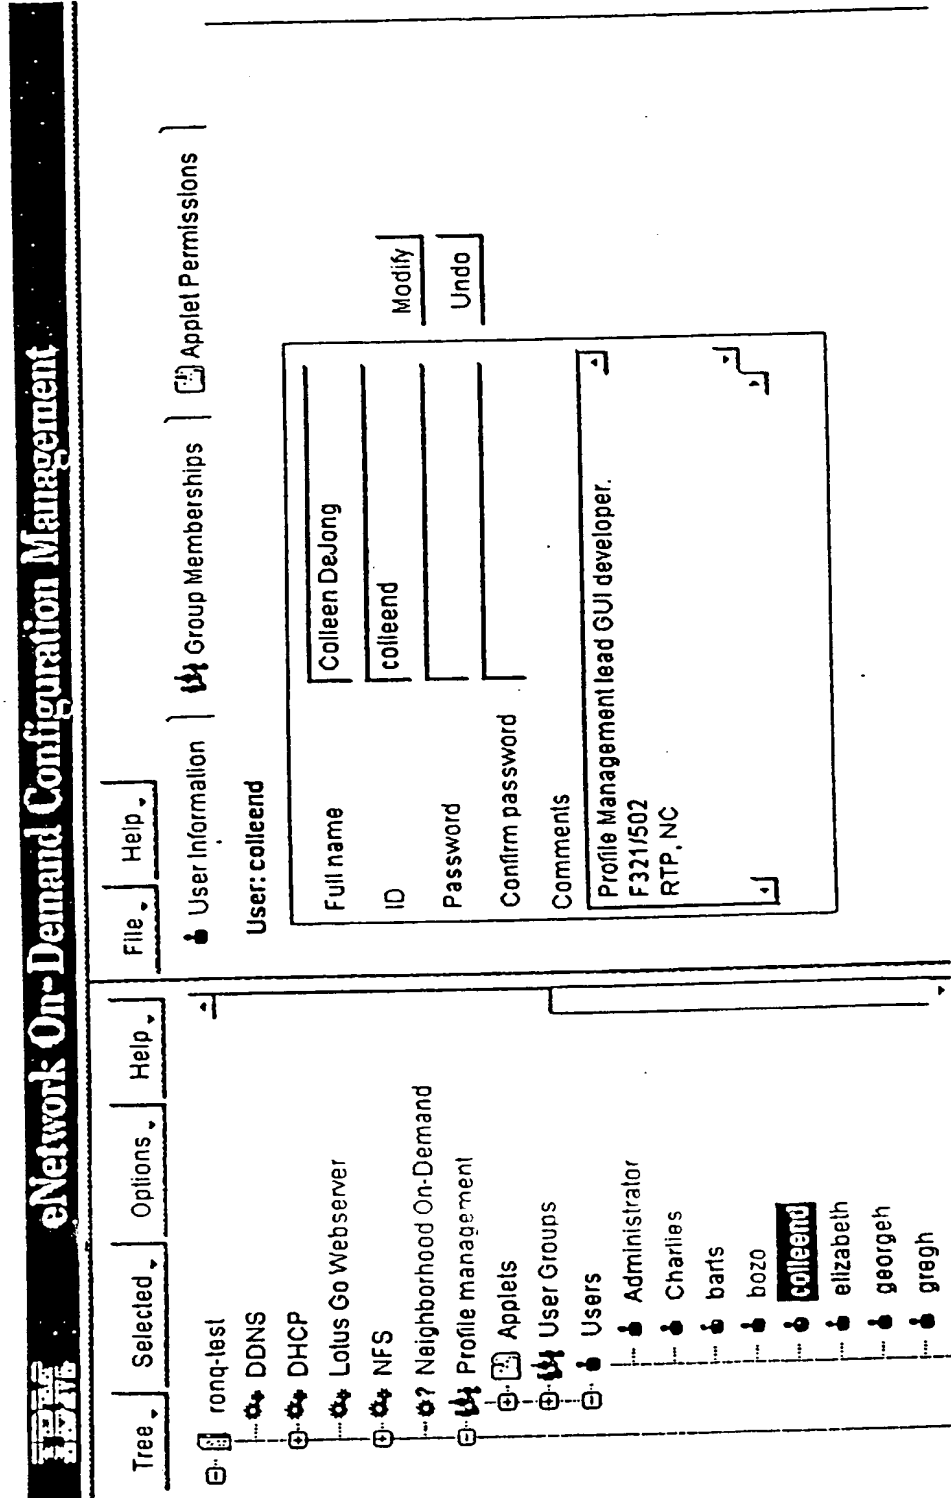 IBM eNetwork On-Demand Configuration Management
Tree Selected Options Help
ronq-test
DDNS
DHCP
Lotus Go Webserver
NFS
Neighborhood On-Demand
Profile management
Applets
User Groups
Users
Administrator
Charlies
barts
bozo
colleend
elizabeth
georgeh
gregh
File Help
User Information Group Memberships Applet Permissions
User: colleend
Full name Colleen DeJong
ID colleend
Modify
Password
Undo
Confirm password
Comments
Profile Management lead GUI developer.
F321/502
RTP, NC